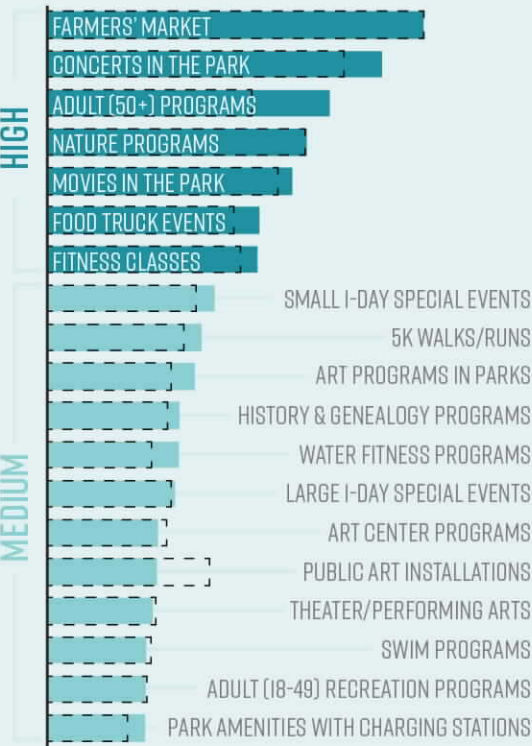 HIGH
FARMERS' MARKET
CONCERTS IN THE PARK
ADULT (50+) PROGRAMS
NATURE PROGRAMS
MOVIES IN THE PARK
FOOD TRUCK EVENTS
FITNESS CLASSES
MEDIUM
SMALL 1-DAY SPECIAL EVENTS
5K WALKS/RUNS
ART PROGRAMS IN PARKS
HISTORY & GENEALOGY PROGRAMS
WATER FITNESS PROGRAMS
LARGE 1-DAY SPECIAL EVENTS
ART CENTER PROGRAMS
PUBLIC ART INSTALLATIONS
THEATER/PERFORMING ARTS
SWIM PROGRAMS
ADULT (18-49) RECREATION PROGRAMS
PARK AMENITIES WITH CHARGING STATIONS